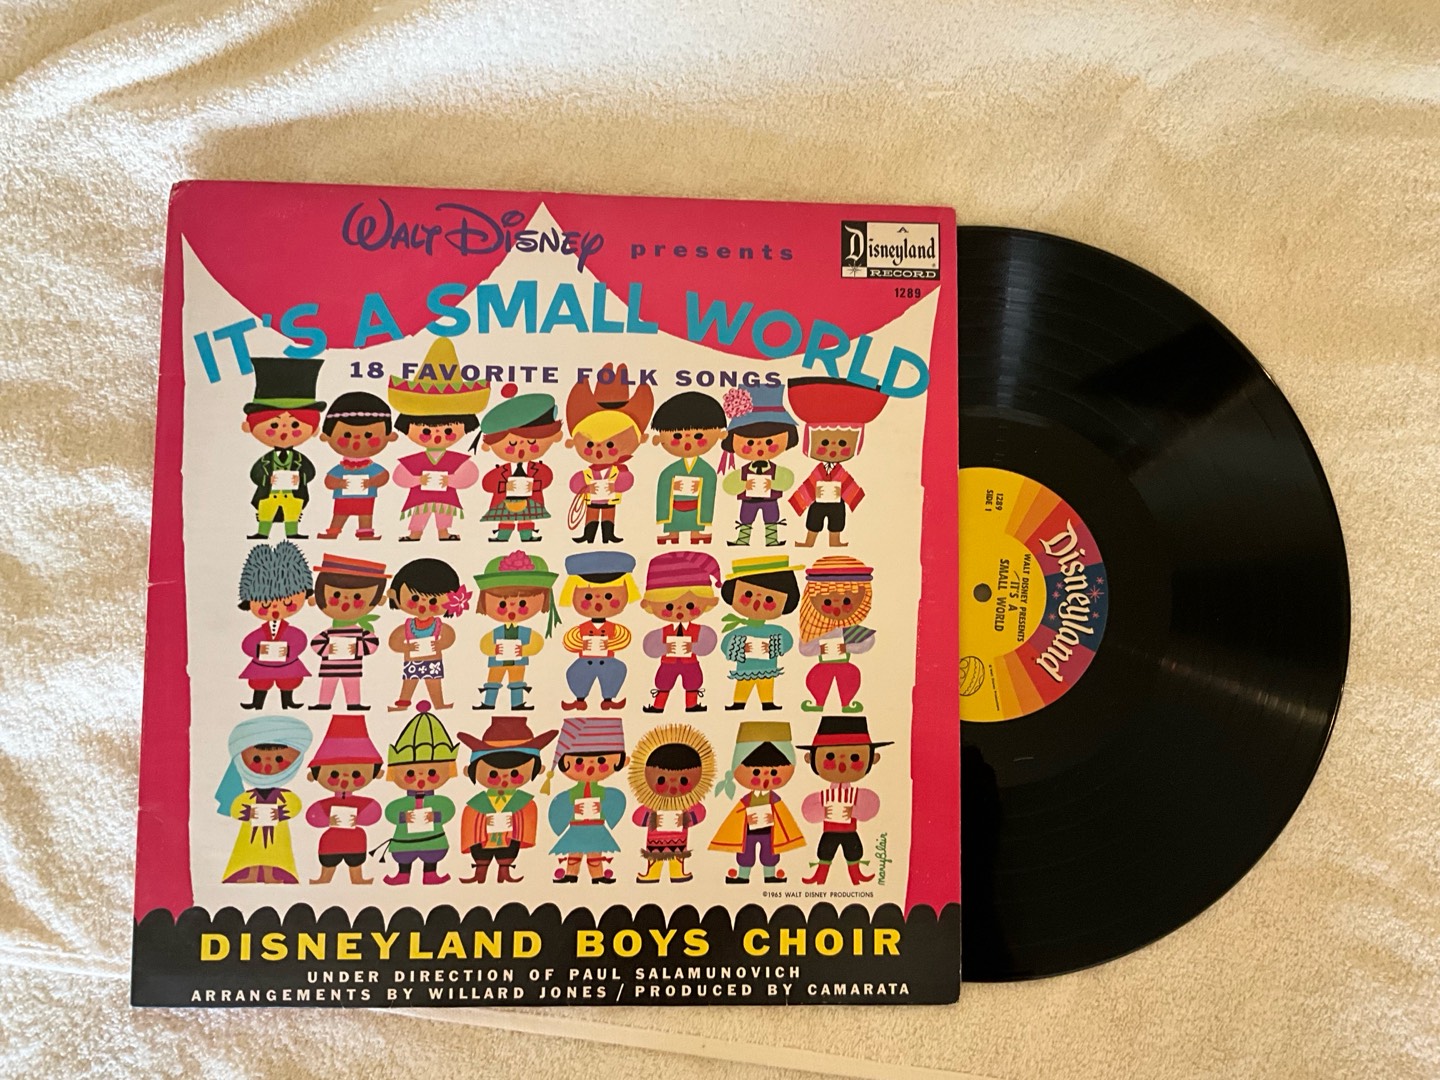 WALT DISNEY presents
Disneyland
RECORD
1289
IT'S A SMALL WORLD
18 FAVORITE FOLK SONGS
mary Blair
©1965 WALT DISNEY PRODUCTIONS
DISNEYLAND BOYS CHOIR
UNDER DIRECTION OF PAUL SALAMUNOVICH
ARRANGEMENTS BY WILLARD JONES / PRODUCED BY CAMARATA
Disneyland
1289
SIDE 1
WALT DISNEY PRESENTS
IT'S A
SMALL WORLD